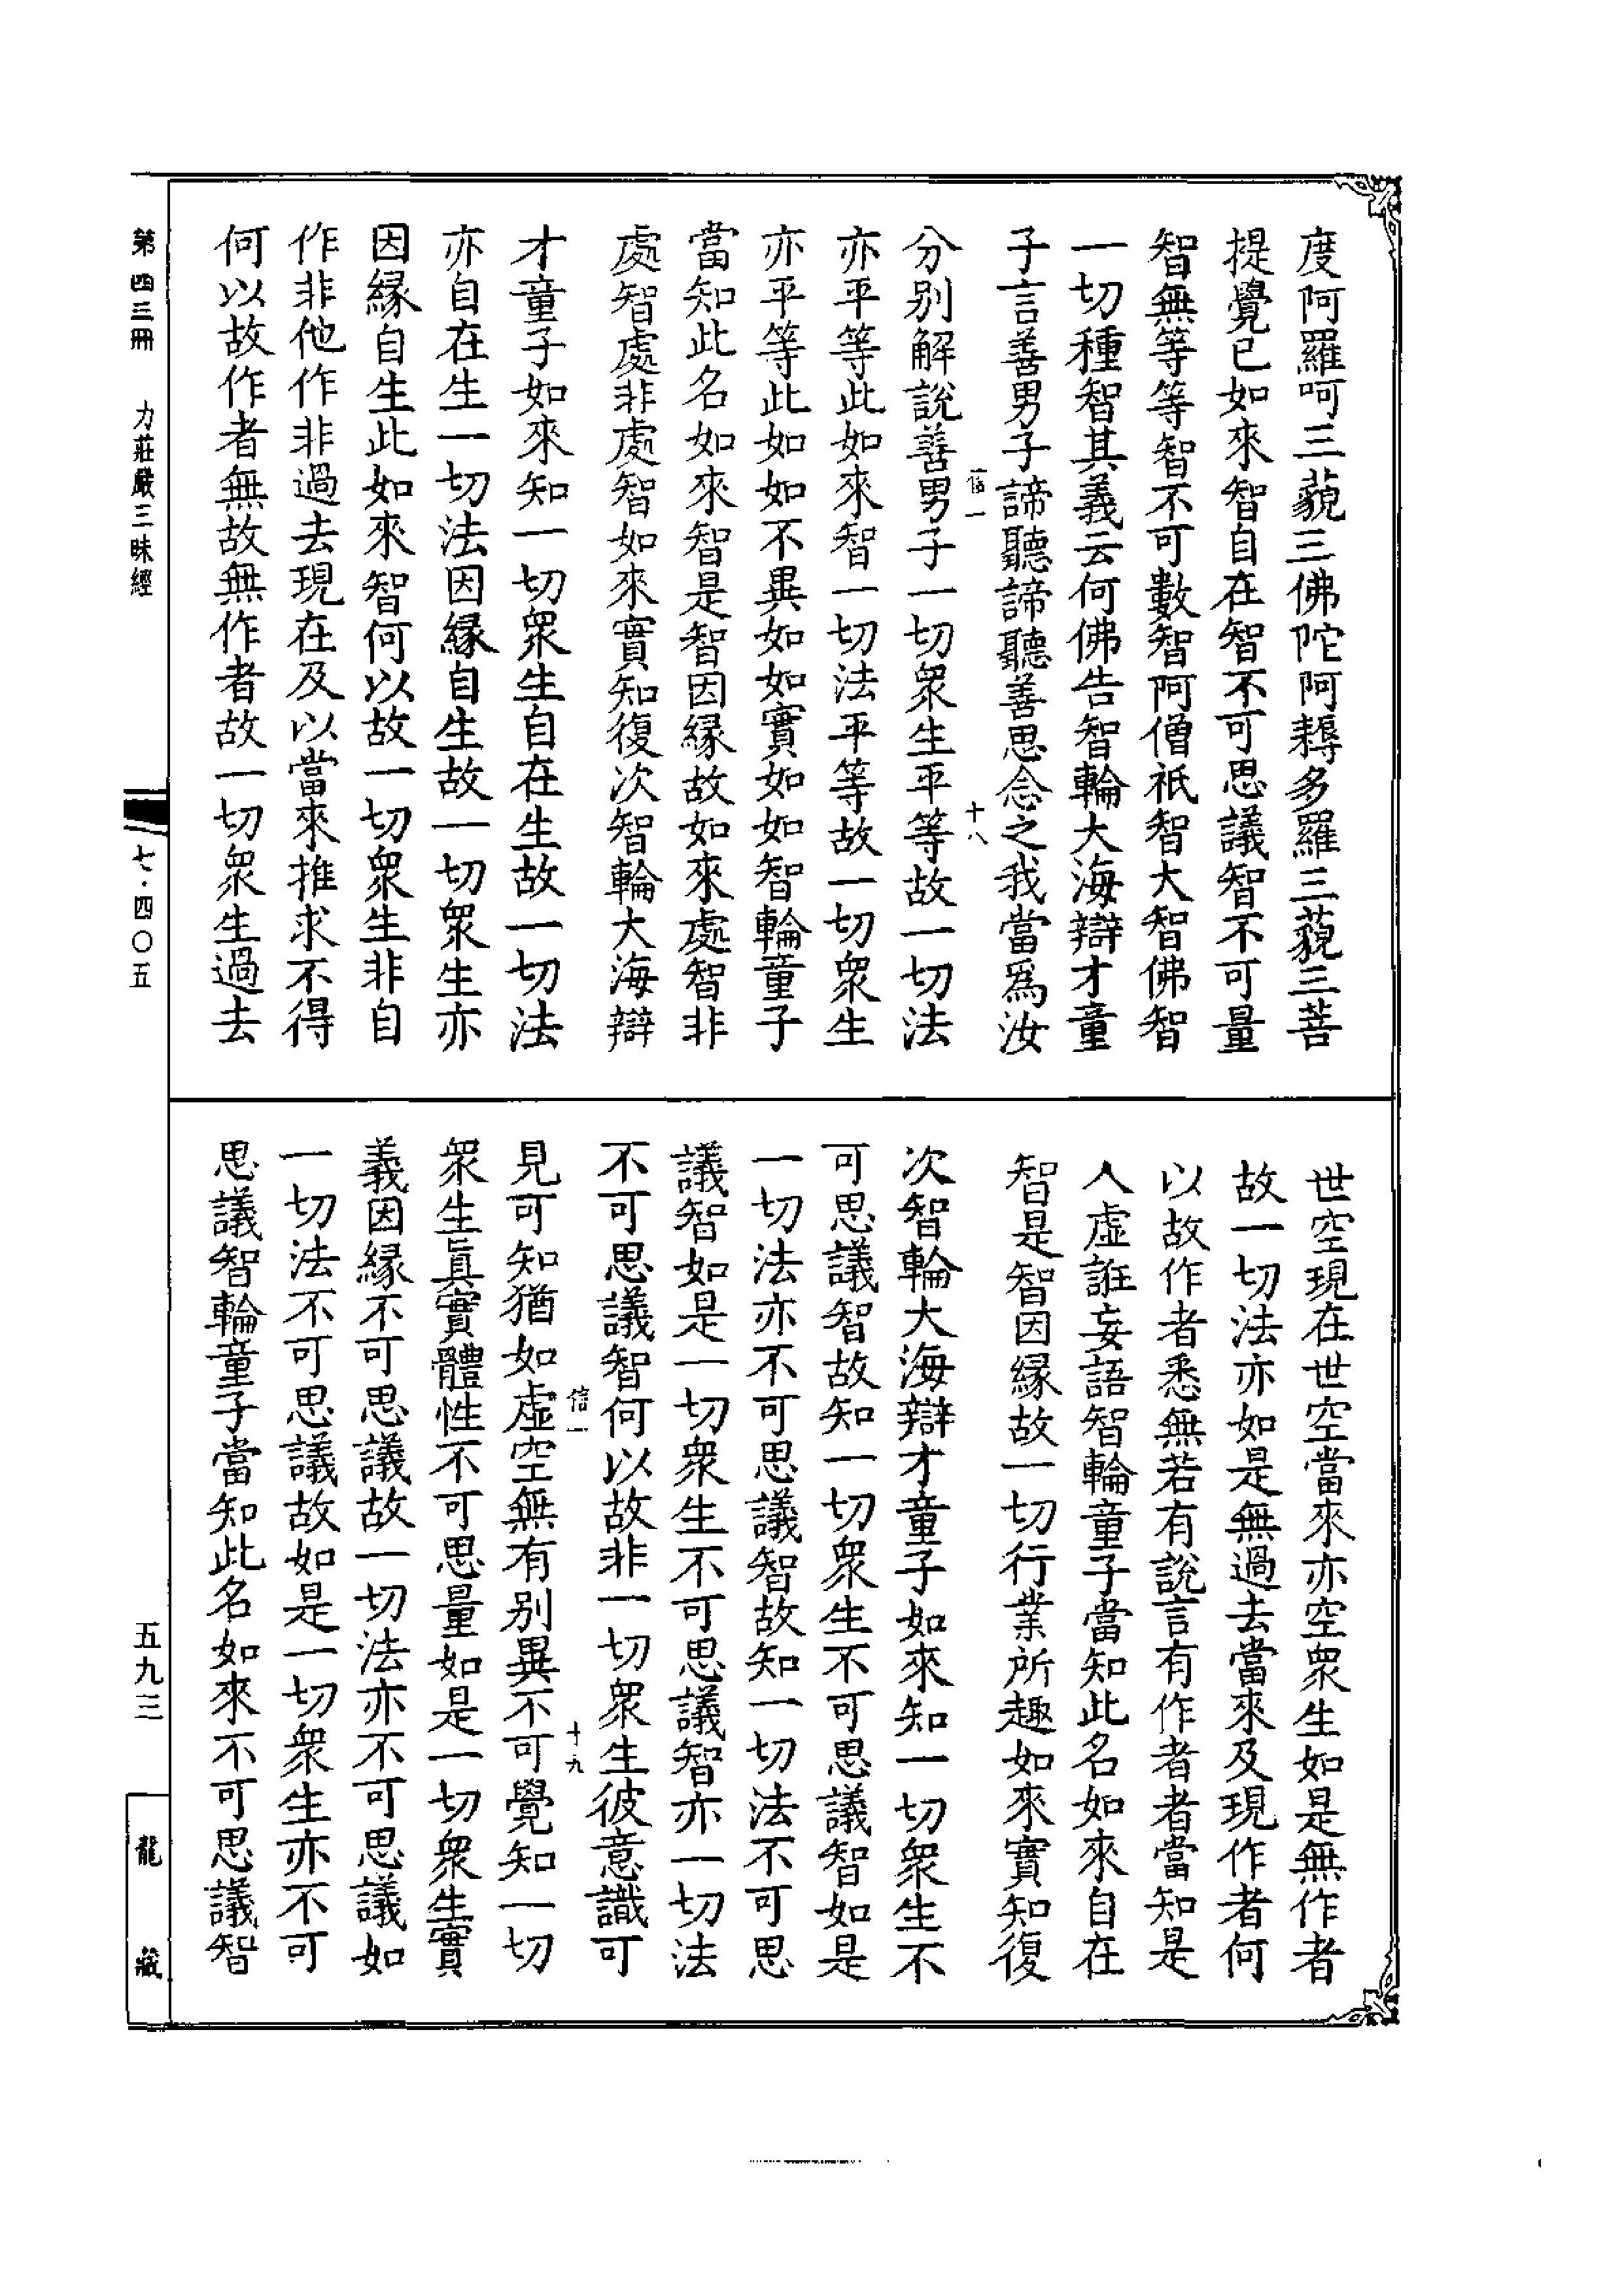 度阿羅呵三藐三佛陀阿耨多羅三藐三菩
提覺已如來智自在智不可思議智不可量
智無等等智不可數智阿僧祇智大智佛智
一切種智其義云何佛告智輪大海辯才童
子言善男子諦聽諦聽善思念之我當爲汝
分別解說善男子一切衆生平等故一切法
亦平等此如來智一切法平等故一切衆生
亦平等此如如不異如如實如如智輪童子
當知此名如來智是智因縁故如來處智非
處智處非處智如來實知復次智輪大海辯
才童子如來知一切衆生自在生故一切法
亦自在生一切法因縁自生故一切衆生亦
因縁自生此如來智何以故一切衆生非自
作非他作非過去現在及以當來推求不得
何以故作者無故無作者故一切衆生過去
信一
十八
世空現在世空當來亦空衆生如是無作者
故一切法亦如是無過去當來及現作者何
以故作者悉無若有說言有作者者當知是
人虛誑妄語智輪童子當知此名如來自在
智是智因縁故一切行業所趣如來實知復
次智輪大海辯才童子如來知一切衆生不
可思議智故知一切衆生不可思議智如是
一切法亦不可思議智故知一切法不可思
議智如是一切衆生不可思議智亦一切法
不可思議智何以故非一切衆生彼意識可
見可知猶如虛空無有別異不可覺知一切
衆生眞實體性不可思量如是一切衆生實
義因縁不可思議故一切法亦不可思議如
一切法不可思議故如是一切衆生亦不可
思議智輪童子當知此名如來不可思議智
信一
十九
第四三冊 力莊嚴三昧經
七·四〇五
五九三
龍藏